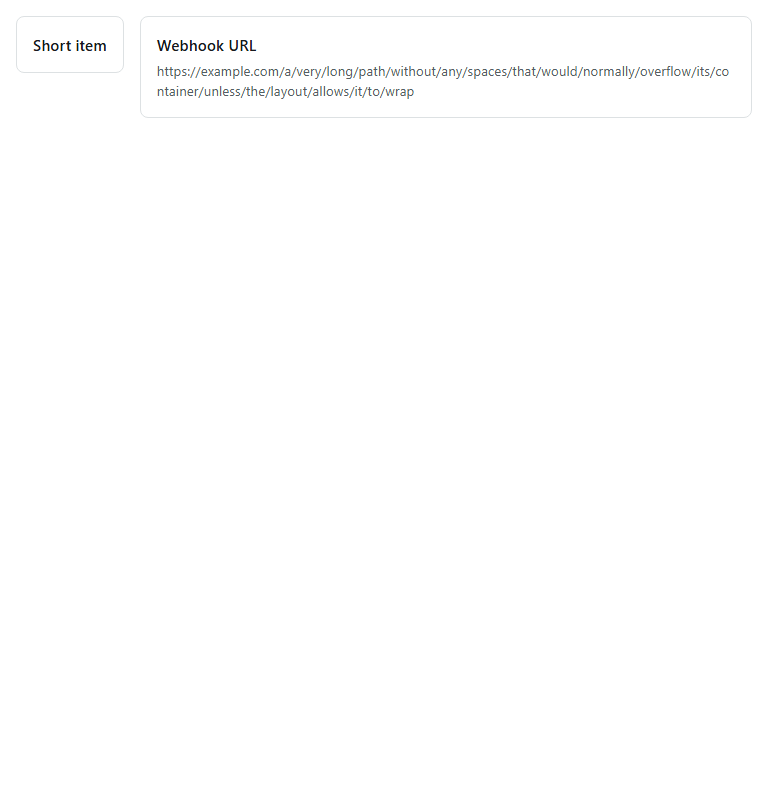 Short item
Webhook URL
https://example.com/a/very/long/path/without/any/spaces/that/would/normally/overflow/its/co
ntainer/unless/the/layout/allows/it/to/wrap